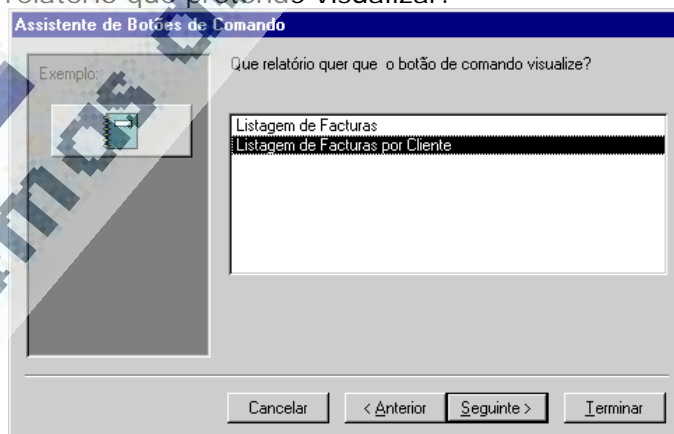 relatório que pretende visualizar?
Assistente de Botões de Comando
Exemplo:
Que relatório quer que o botão de comando visualize?
Listagem de Facturas
Listagem de Facturas por Cliente
Cancelar
< Anterior
Seguinte >
Terminar